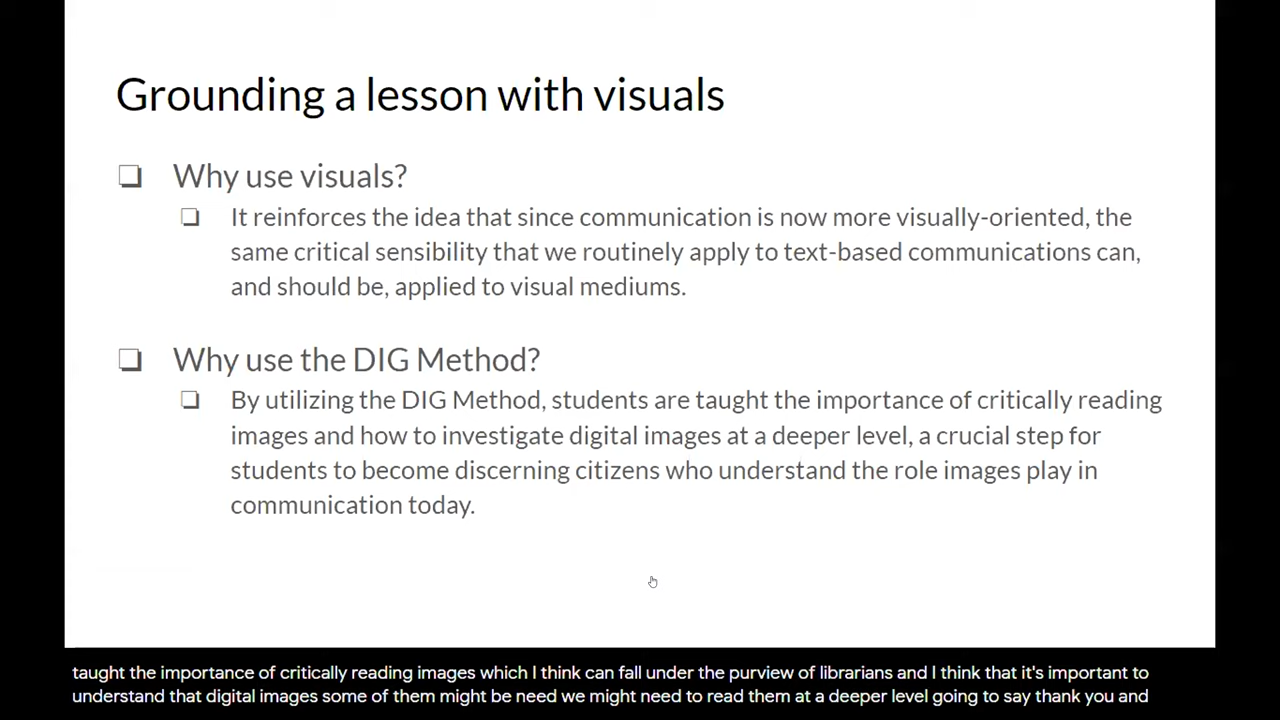 Grounding a lesson with visuals
❏ Why use visuals?
❏ It reinforces the idea that since communication is now more visually-oriented, the
same critical sensibility that we routinely apply to text-based communications can,
and should be, applied to visual mediums.
❏ Why use the DIG Method?
❏ By utilizing the DIG Method, students are taught the importance of critically reading
images and how to investigate digital images at a deeper level, a crucial step for
students to become discerning citizens who understand the role images play in
communication today.
taught the importance of critically reading images which I think can fall under the purview of librarians and I think that it's important to
understand that digital images some of them might be need we might need to read them at a deeper level going to say thank you and